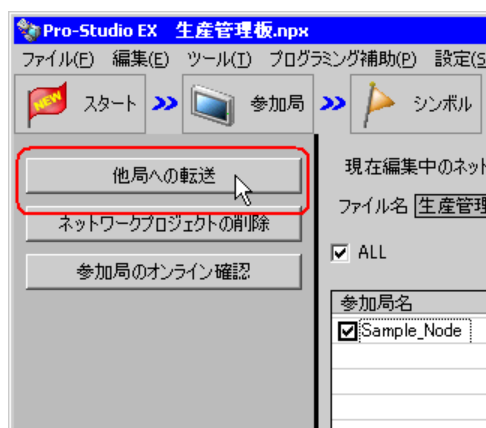 Pro-Studio EX 生産管理板.npx
ファイル(F) 編集(E) ツール(T) プログラミング補助(P) 設定(S
NEW スタート 参加局 シンボル
他局への転送
ネットワークプロジェクトの削除
参加局のオンライン確認
現在編集中のネット
ファイル名 生産管理
ALL
参加局名
Sample_Node